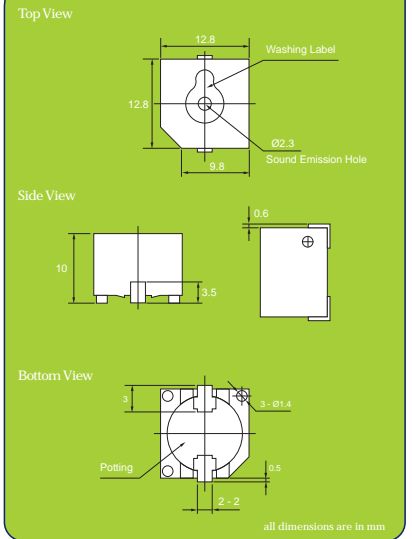 Top View
12.8
Washing Label
12.8
Ø2.3
Sound Emission Hole
9.8
Side View
0.6
10
3.5
Bottom View
3
3 - Ø1.4
Potting
0.5
2 - 2
all dimensions are in mm